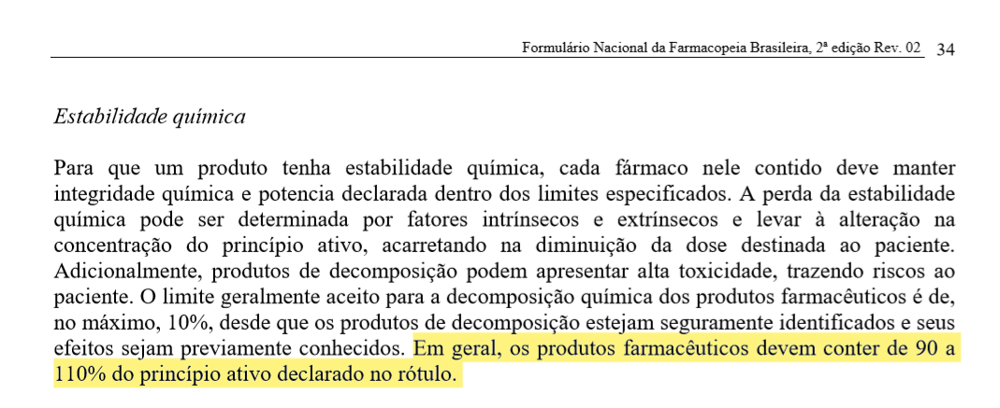 Formulário Nacional da Farmacopeia Brasileira, 2ª edição Rev. 02 34
Estabilidade química
Para que um produto tenha estabilidade química, cada fármaco nele contido deve manter
integridade química e potencia declarada dentro dos limites especificados. A perda da estabilidade
química pode ser determinada por fatores intrínsecos e extrínsecos e levar à alteração na
concentração do princípio ativo, acarretando na diminuição da dose destinada ao paciente.
Adicionalmente, produtos de decomposição podem apresentar alta toxicidade, trazendo riscos ao
paciente. O limite geralmente aceito para a decomposição química dos produtos farmacêuticos é de,
no máximo, 10%, desde que os produtos de decomposição estejam seguramente identificados e seus
efeitos sejam previamente conhecidos. Em geral, os produtos farmacêuticos devem conter de 90 a
110% do princípio ativo declarado no rótulo.